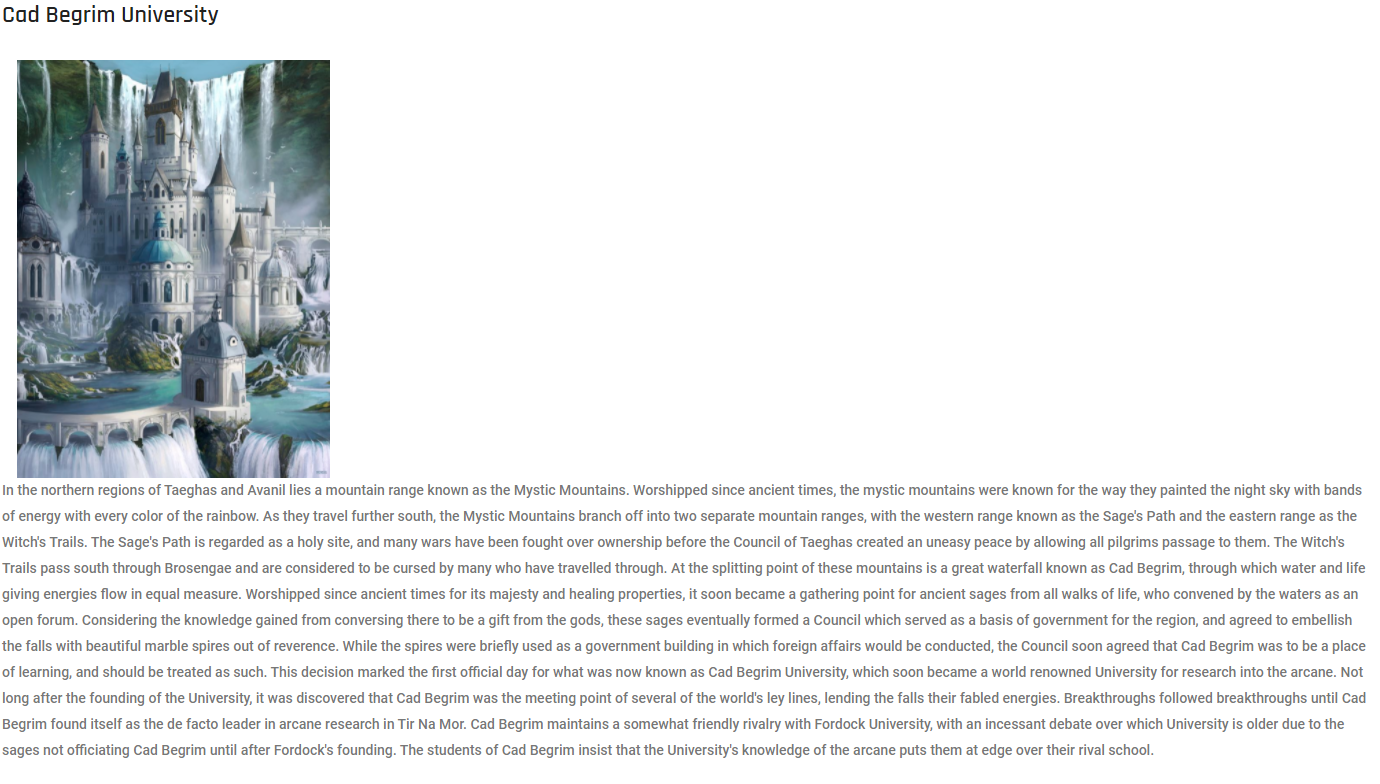 Cad Begrim University
In the northern regions of Taeghas and Avanil lies a mountain range known as the Mystic Mountains. Worshipped since ancient times, the mystic mountains were known for the way they painted the night sky with bands
of energy with every color of the rainbow. As they travel further south, the Mystic Mountains branch off into two separate mountain ranges, with the western range known as the Sage's Path and the eastern range as the
Witch's Trails. The Sage's Path is regarded as a holy site, and many wars have been fought over ownership before the Council of Taeghas created an uneasy peace by allowing all pilgrims passage to them. The Witch's
Trails pass south through Brosengae and are considered to be cursed by many who have travelled through. At the splitting point of these mountains is a great waterfall known as Cad Begrim, through which water and life
giving energies flow in equal measure. Worshipped since ancient times for its majesty and healing properties, it soon became a gathering point for ancient sages from all walks of life, who convened by the waters as an
open forum. Considering the knowledge gained from conversing there to be a gift from the gods, these sages eventually formed a Council which served as a basis of government for the region, and agreed to embellish
the falls with beautiful marble spires out of reverence. While the spires were briefly used as a government building in which foreign affairs would be conducted, the Council soon agreed that Cad Begrim was to be a place
of learning, and should be treated as such. This decision marked the first official day for what was now known as Cad Begrim University, which soon became a world renowned University for research into the arcane. Not
long after the founding of the University, it was discovered that Cad Begrim was the meeting point of several of the world's ley lines, lending the falls their fabled energies. Breakthroughs followed breakthroughs until Cad
Begrim found itself as the de facto leader in arcane research in Tir Na Mor. Cad Begrim maintains a somewhat friendly rivalry with Fordock University, with an incessant debate over which University is older due to the
sages not officiating Cad Begrim until after Fordock's founding. The students of Cad Begrim insist that the University's knowledge of the arcane puts them at edge over their rival school.